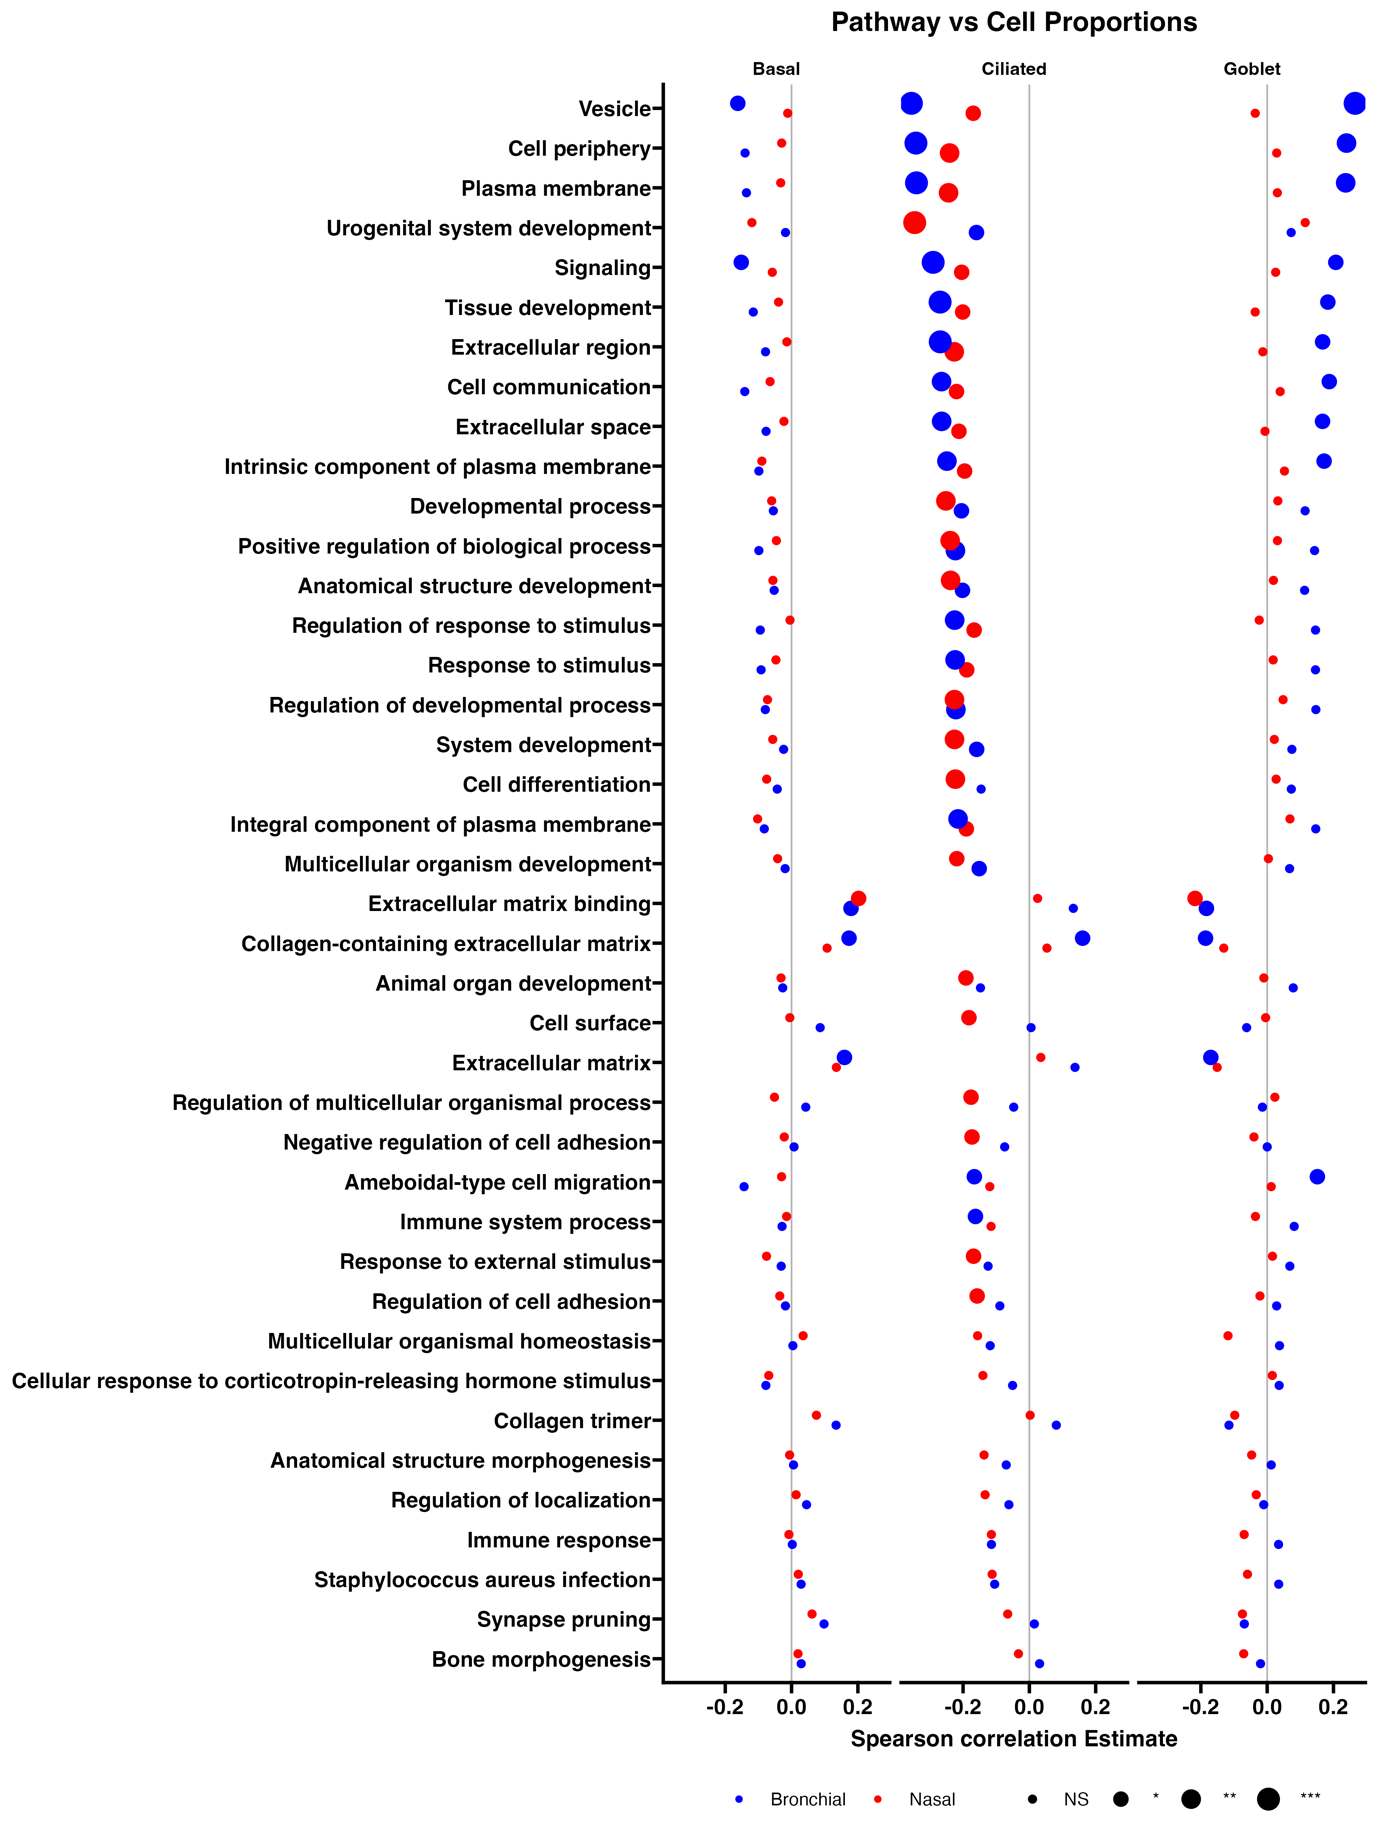 Pathway vs Cell Proportions
Basal Ciliated Goblet
Vesicle
Cell periphery
Plasma membrane
Urogenital system development
Signaling
Tissue development
Extracellular region
Cell communication
Extracellular space
Intrinsic component of plasma membrane
Developmental process
Positive regulation of biological process
Anatomical structure development
Regulation of response to stimulus
Response to stimulus
Regulation of developmental process
System development
Cell differentiation
Integral component of plasma membrane
Multicellular organism development
Extracellular matrix binding
Collagen-containing extracellular matrix
Animal organ development
Cell surface
Extracellular matrix
Regulation of multicellular organismal process
Negative regulation of cell adhesion
Ameboidal-type cell migration
Immune system process
Response to external stimulus
Regulation of cell adhesion
Multicellular organismal homeostasis
Cellular response to corticotropin-releasing hormone stimulus
Collagen trimer
Anatomical structure morphogenesis
Regulation of localization
Immune response
Staphylococcus aureus infection
Synapse pruning
Bone morphogenesis
-0.2 0.0 0.2 -0.2 0.0 0.2 -0.2 0.0 0.2
Spearson correlation Estimate
Bronchial Nasal NS * ** ***